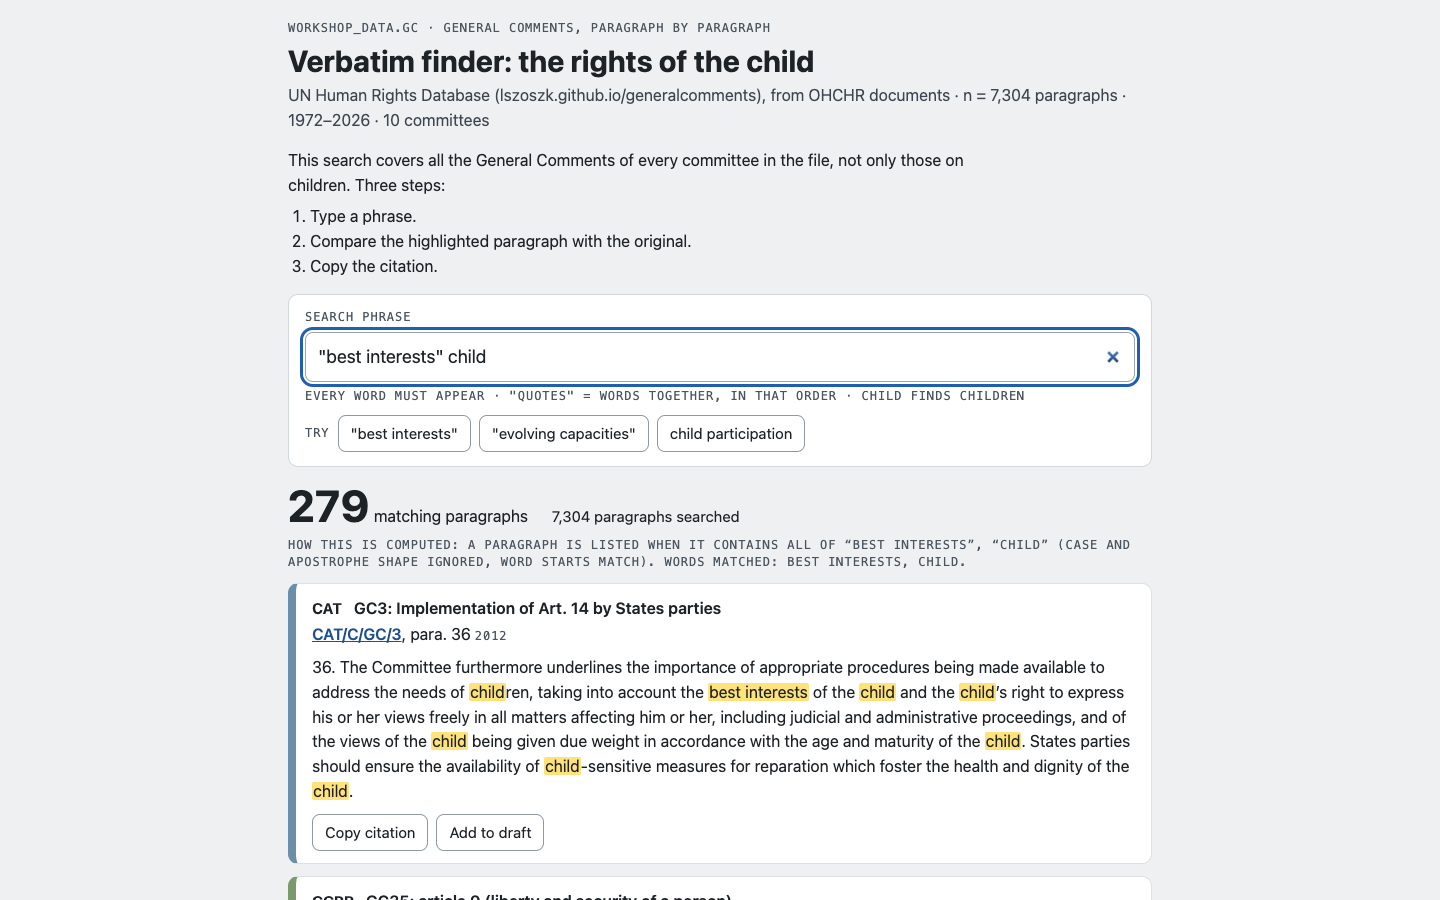 WORKSHOP_DATA.GC · GENERAL COMMENTS, PARAGRAPH BY PARAGRAPH
Verbatim finder: the rights of the child
UN Human Rights Database (lszoszk.github.io/generalcomments), from OHCHR documents · n = 7,304 paragraphs ·
1972–2026 · 10 committees
This search covers all the General Comments of every committee in the file, not only those on
children. Three steps:
1. Type a phrase.
2. Compare the highlighted paragraph with the original.
3. Copy the citation.
SEARCH PHRASE
"best interests" child
×
EVERY WORD MUST APPEAR · "QUOTES" = WORDS TOGETHER, IN THAT ORDER · CHILD FINDS CHILDREN
TRY "best interests" "evolving capacities" child participation
279 matching paragraphs 7,304 paragraphs searched
HOW THIS IS COMPUTED: A PARAGRAPH IS LISTED WHEN IT CONTAINS ALL OF “BEST INTERESTS”, “CHILD” (CASE AND
APOSTROPHE SHAPE IGNORED, WORD STARTS MATCH). WORDS MATCHED: BEST INTERESTS, CHILD.
CAT GC3: Implementation of Art. 14 by States parties
CAT/C/GC/3, para. 36 2012
36. The Committee furthermore underlines the importance of appropriate procedures being made available to
address the needs of children, taking into account the best interests of the child and the child’s right to express
his or her views freely in all matters affecting him or her, including judicial and administrative proceedings, and of
the views of the child being given due weight in accordance with the age and maturity of the child. States parties
should ensure the availability of child-sensitive measures for reparation which foster the health and dignity of the
child.
Copy citation Add to draft
CCPR GC35: article 9 (liberty and security of a person)